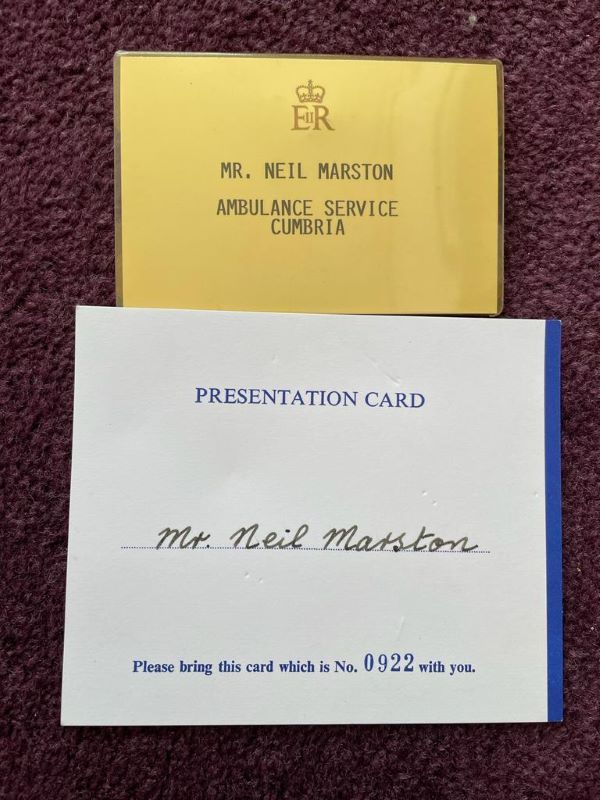 EIIR
MR. NEIL MARSTON
AMBULANCE SERVICE
CUMBRIA
PRESENTATION CARD
Mr. Neil Marston
Please bring this card which is No. 0922 with you.